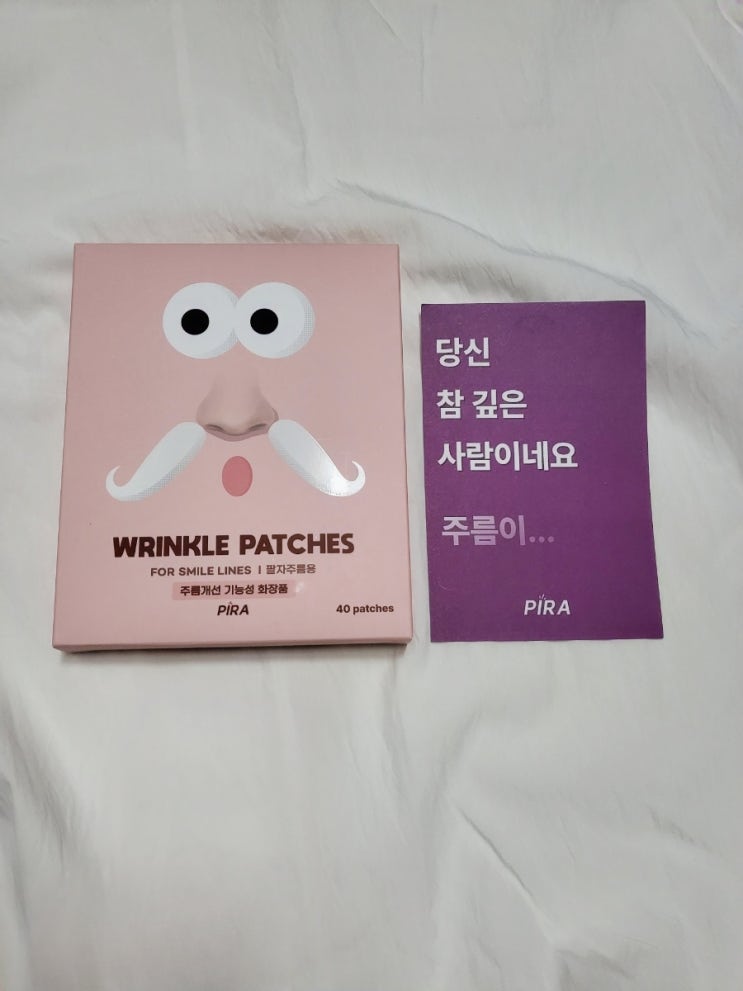 WRINKLE PATCHES
FOR SMILE LINES | 팔자주름용
주름개선 기능성 화장품
PIRA
40 patches
당신
참 깊은
사람이네요
주름이...
PIRA